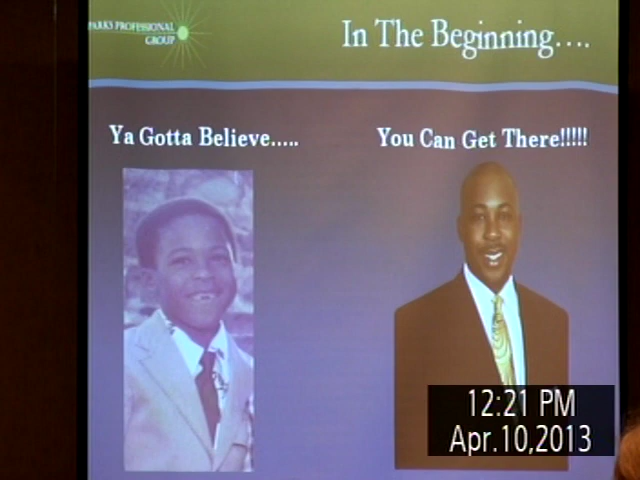 PARKS PROFESSIONAL
GROUP
In The Beginning....
Ya Gotta Believe.....
You Can Get There!!!!!
12:21 PM
Apr.10,2013